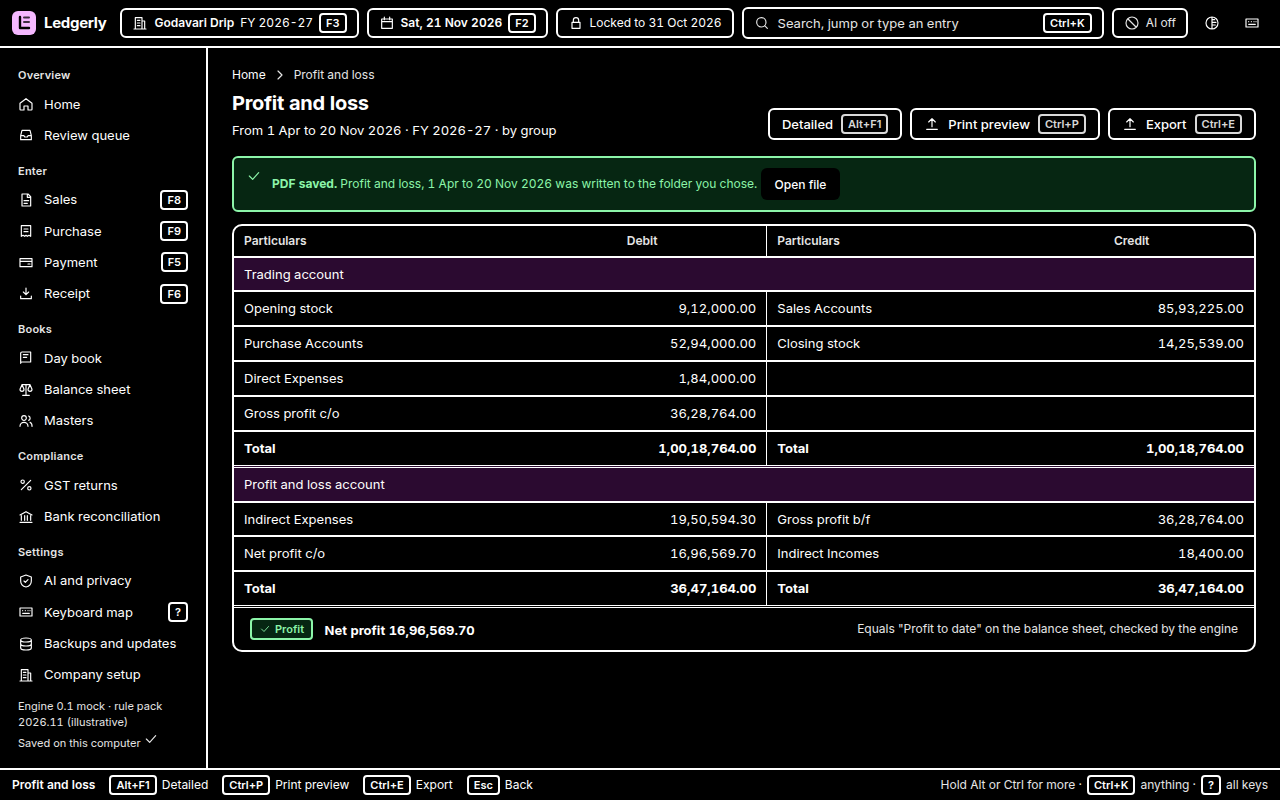 Ledgerly
Godavari Drip FY 2026-27 F3
Sat, 21 Nov 2026 F2
Locked to 31 Oct 2026
Search, jump or type an entry Ctrl+K
AI off
Overview
Home
Review queue
Enter
Sales F8
Purchase F9
Payment F5
Receipt F6
Books
Day book
Balance sheet
Masters
Compliance
GST returns
Bank reconciliation
Settings
AI and privacy
Keyboard map ?
Backups and updates
Company setup
Engine 0.1 mock · rule pack
2026.11 (illustrative)
Saved on this computer
Home > Profit and loss
Profit and loss
From 1 Apr to 20 Nov 2026 · FY 2026-27 · by group
Detailed Alt+F1
Print preview Ctrl+P
Export Ctrl+E
PDF saved. Profit and loss, 1 Apr to 20 Nov 2026 was written to the folder you chose. Open file
Particulars Debit Particulars Credit
Trading account
Opening stock 9,12,000.00 Sales Accounts 85,93,225.00
Purchase Accounts 52,94,000.00 Closing stock 14,25,539.00
Direct Expenses 1,84,000.00
Gross profit c/o 36,28,764.00
Total 1,00,18,764.00 Total 1,00,18,764.00
Profit and loss account
Indirect Expenses 19,50,594.30 Gross profit b/f 36,28,764.00
Net profit c/o 16,96,569.70 Indirect Incomes 18,400.00
Total 36,47,164.00 Total 36,47,164.00
Profit Net profit 16,96,569.70 Equals "Profit to date" on the balance sheet, checked by the engine
Profit and loss Alt+F1 Detailed Ctrl+P Print preview Ctrl+E Export Esc Back
Hold Alt or Ctrl for more · Ctrl+K anything · ? all keys